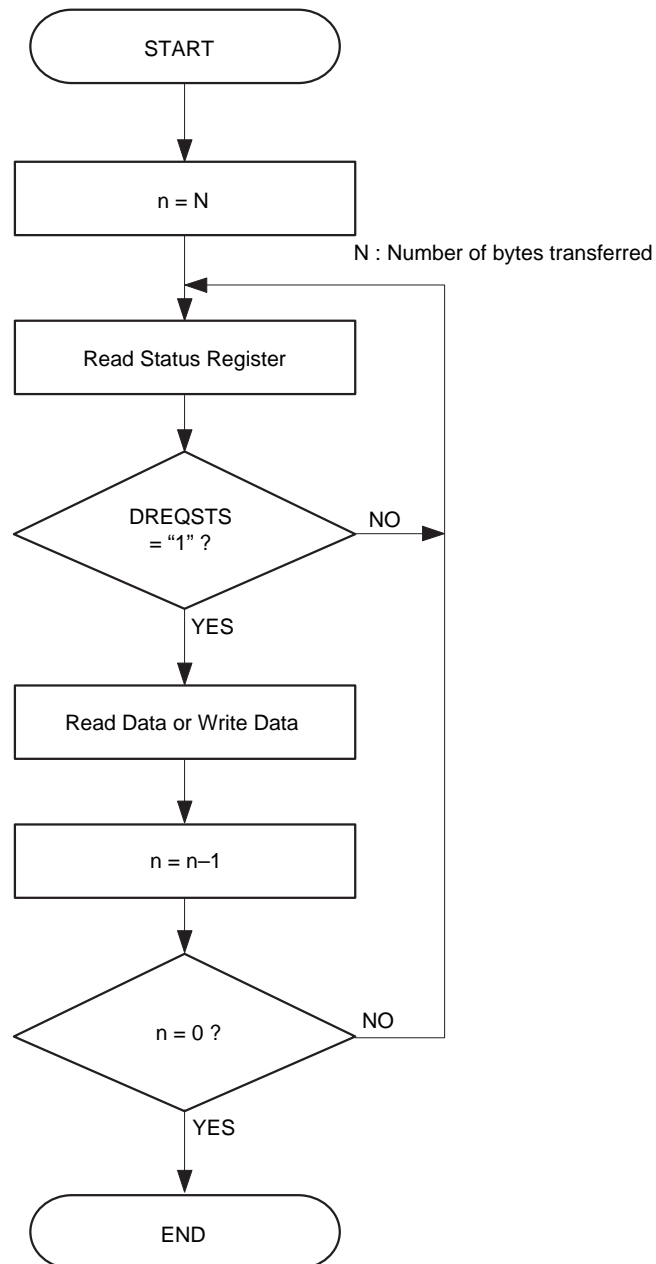 START
n = N
N : Number of bytes transferred
Read Status Register
DREQSTS
= “1” ?
NO
YES
Read Data or Write Data
n = n–1
n = 0 ?
NO
YES
END